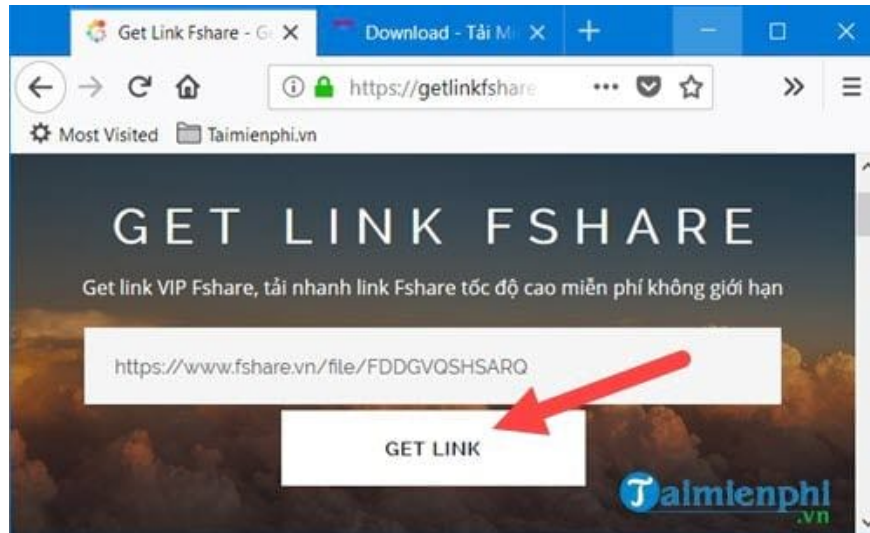 Get Link Fshare - G
Download - Tải M
https://getlinkfshare
Most Visited
Taimienphi.vn
GET LINK FSHARE
Get link VIP Fshare, tải nhanh link Fshare tốc độ cao miễn phí không giới hạn
https://www.fshare.vn/file/FDDGVQSHSARQ
GET LINK
Taimienphi
.vn